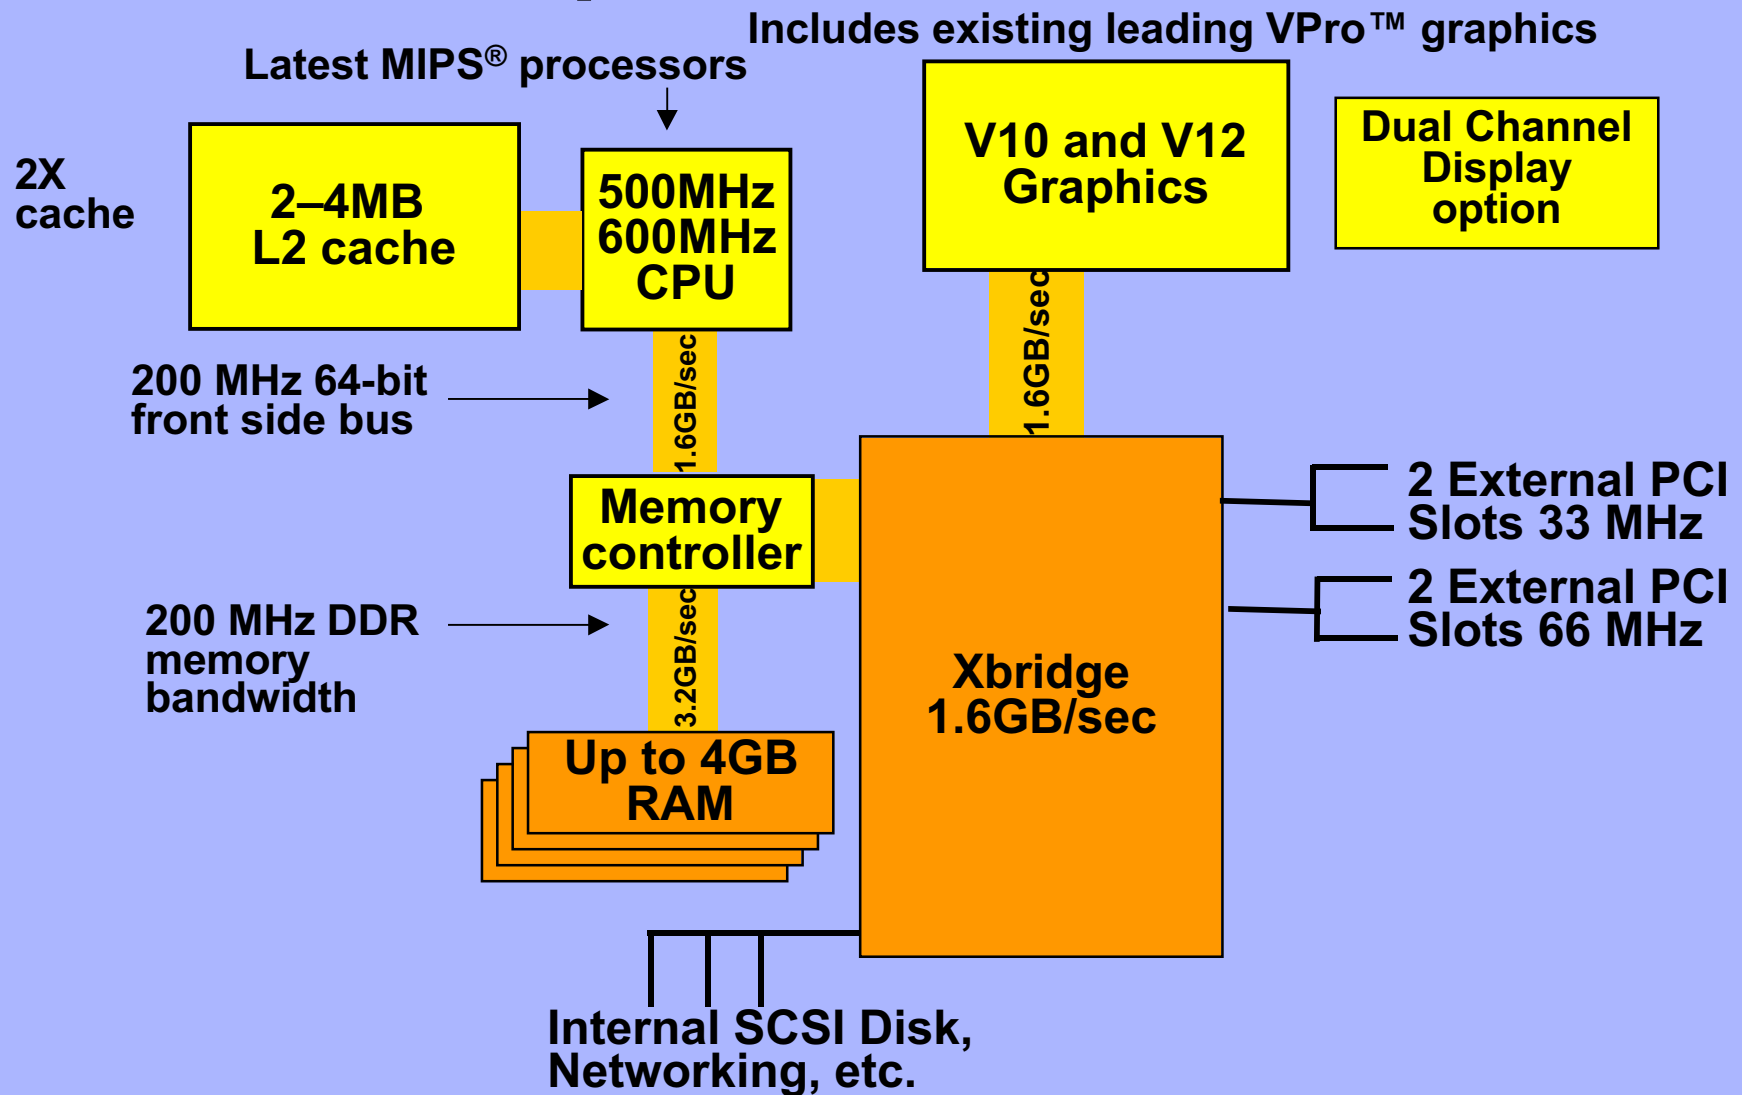 Includes existing leading VPro™ graphics
Latest MIPS® processors
2X
cache
2–4MB
L2 cache
500MHz
600MHz
CPU
V10 and V12
Graphics
Dual Channel
Display
option
200 MHz 64-bit
front side bus
1.6GB/sec
1.6GB/sec
Memory
controller
2 External PCI
Slots 33 MHz
2 External PCI
Slots 66 MHz
200 MHz DDR
memory
bandwidth
3.2GB/sec
Xbridge
1.6GB/sec
Up to 4GB
RAM
Internal SCSI Disk,
Networking, etc.